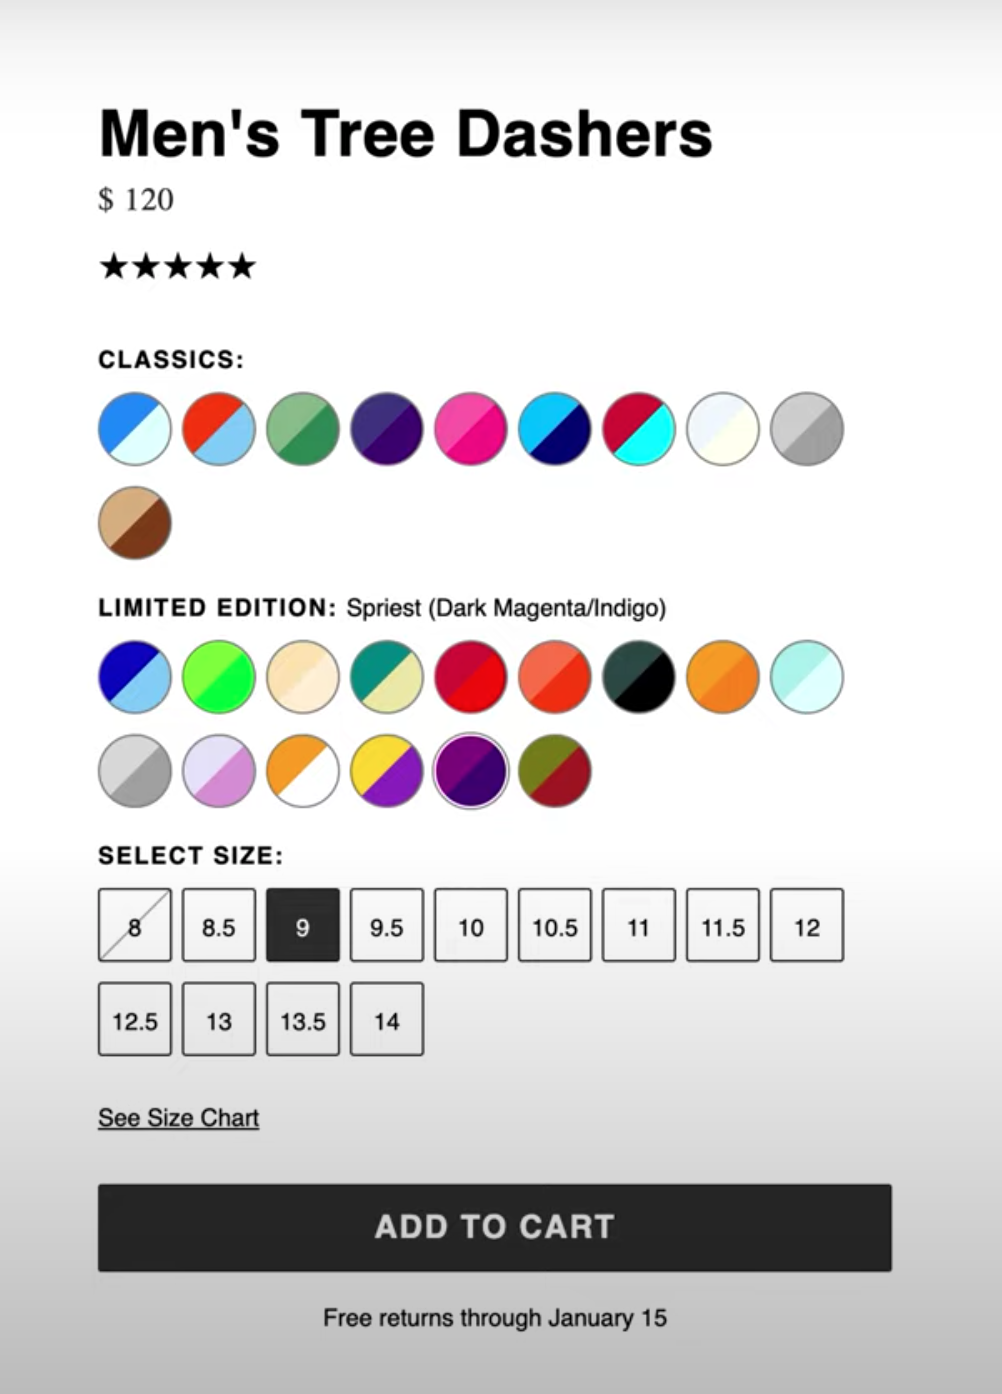 Men's Tree Dashers
$ 120
★★★★★
CLASSICS:
LIMITED EDITION: Spriest (Dark Magenta/Indigo)
SELECT SIZE:
8 8.5 9 9.5 10 10.5 11 11.5 12
12.5 13 13.5 14
See Size Chart
ADD TO CART
Free returns through January 15